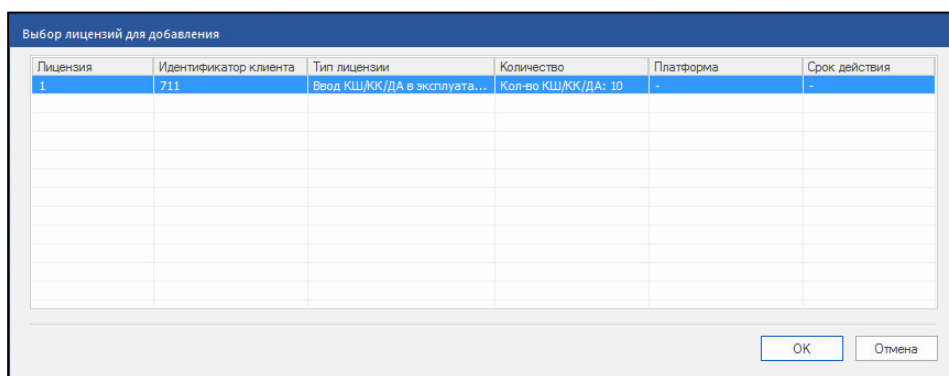 Выбор лицензий для добавления
Лицензия Идентификатор клиента Тип лицензии Количество Платформа Срок действия
1 711 Ввод КШ/КК/ДА в эксплуата... Кол-во КШ/КК/ДА: 10 - -
OK Отмена